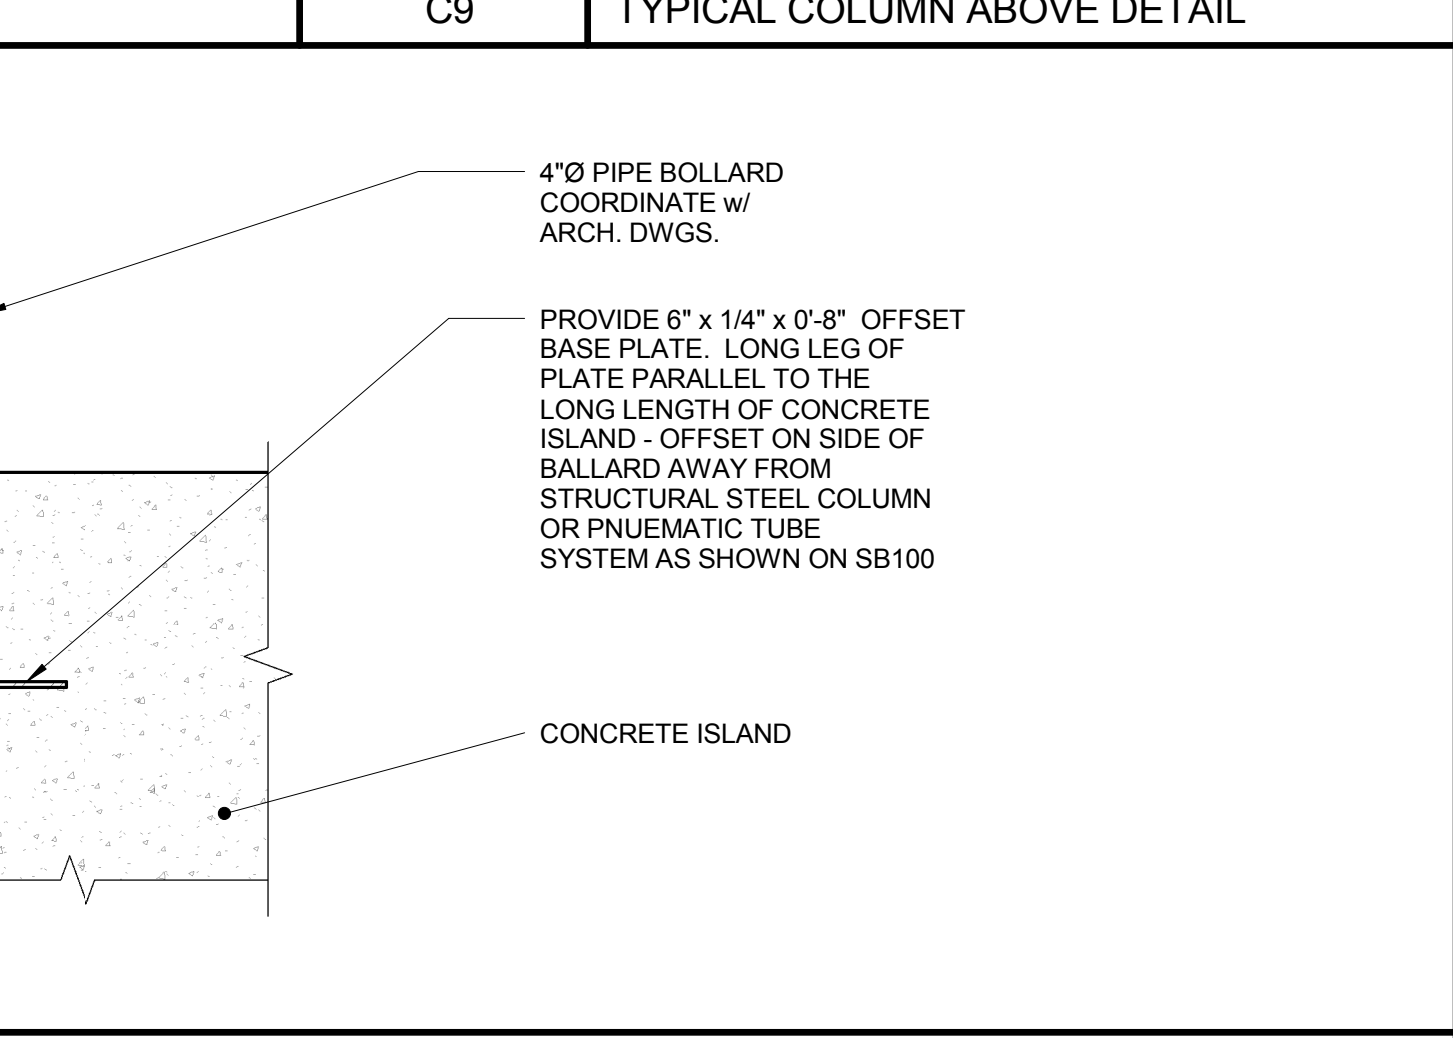 C9
TYPICAL COLUMN ABOVE DETAIL
4"Ø PIPE BOLLARD
COORDINATE w/
ARCH. DWGS.
PROVIDE 6" x 1/4" x 0'-8" OFFSET
BASE PLATE. LONG LEG OF
PLATE PARALLEL TO THE
LONG LENGTH OF CONCRETE
ISLAND - OFFSET ON SIDE OF
BALLARD AWAY FROM
STRUCTURAL STEEL COLUMN
OR PNUEMATIC TUBE
SYSTEM AS SHOWN ON SB100
CONCRETE ISLAND